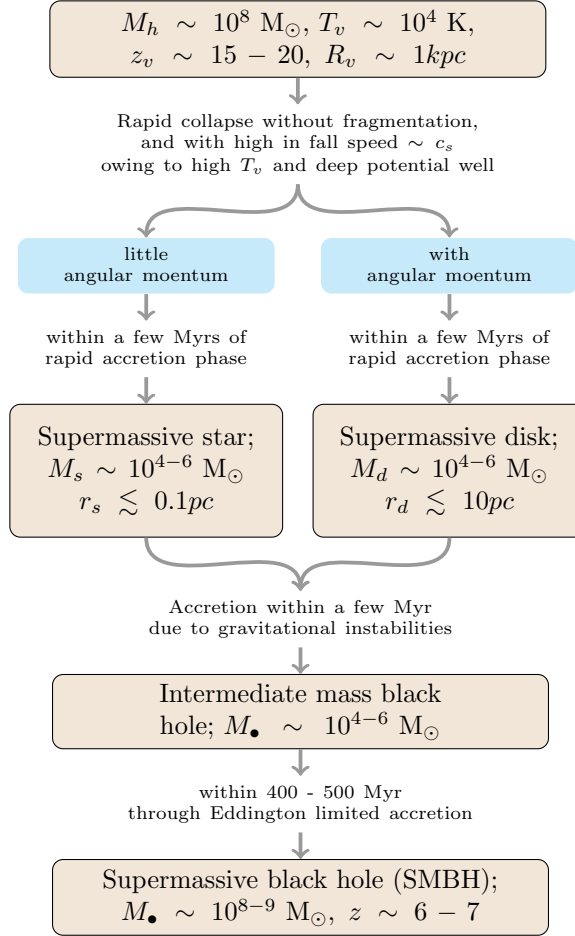 M_h ∼ 10^8 M_⊙, T_v ∼ 10^4 K,
z_v ∼ 15 − 20, R_v ∼ 1kpc
Rapid collapse without fragmentation,
and with high in fall speed ∼ c_s
owing to high T_v and deep potential well
little
angular moentum
with
angular moentum
within a few Myrs of
rapid accretion phase
within a few Myrs of
rapid accretion phase
Supermassive star;
M_s ∼ 10^{4−6} M_⊙
r_s ≲ 0.1pc
Supermassive disk;
M_d ∼ 10^{4−6} M_⊙
r_d ≲ 10pc
Accretion within a few Myr
due to gravitational instabilities
Intermediate mass black
hole; M_• ∼ 10^{4−6} M_⊙
within 400 - 500 Myr
through Eddington limited accretion
Supermassive black hole (SMBH);
M_• ∼ 10^{8−9} M_⊙, z ∼ 6 − 7